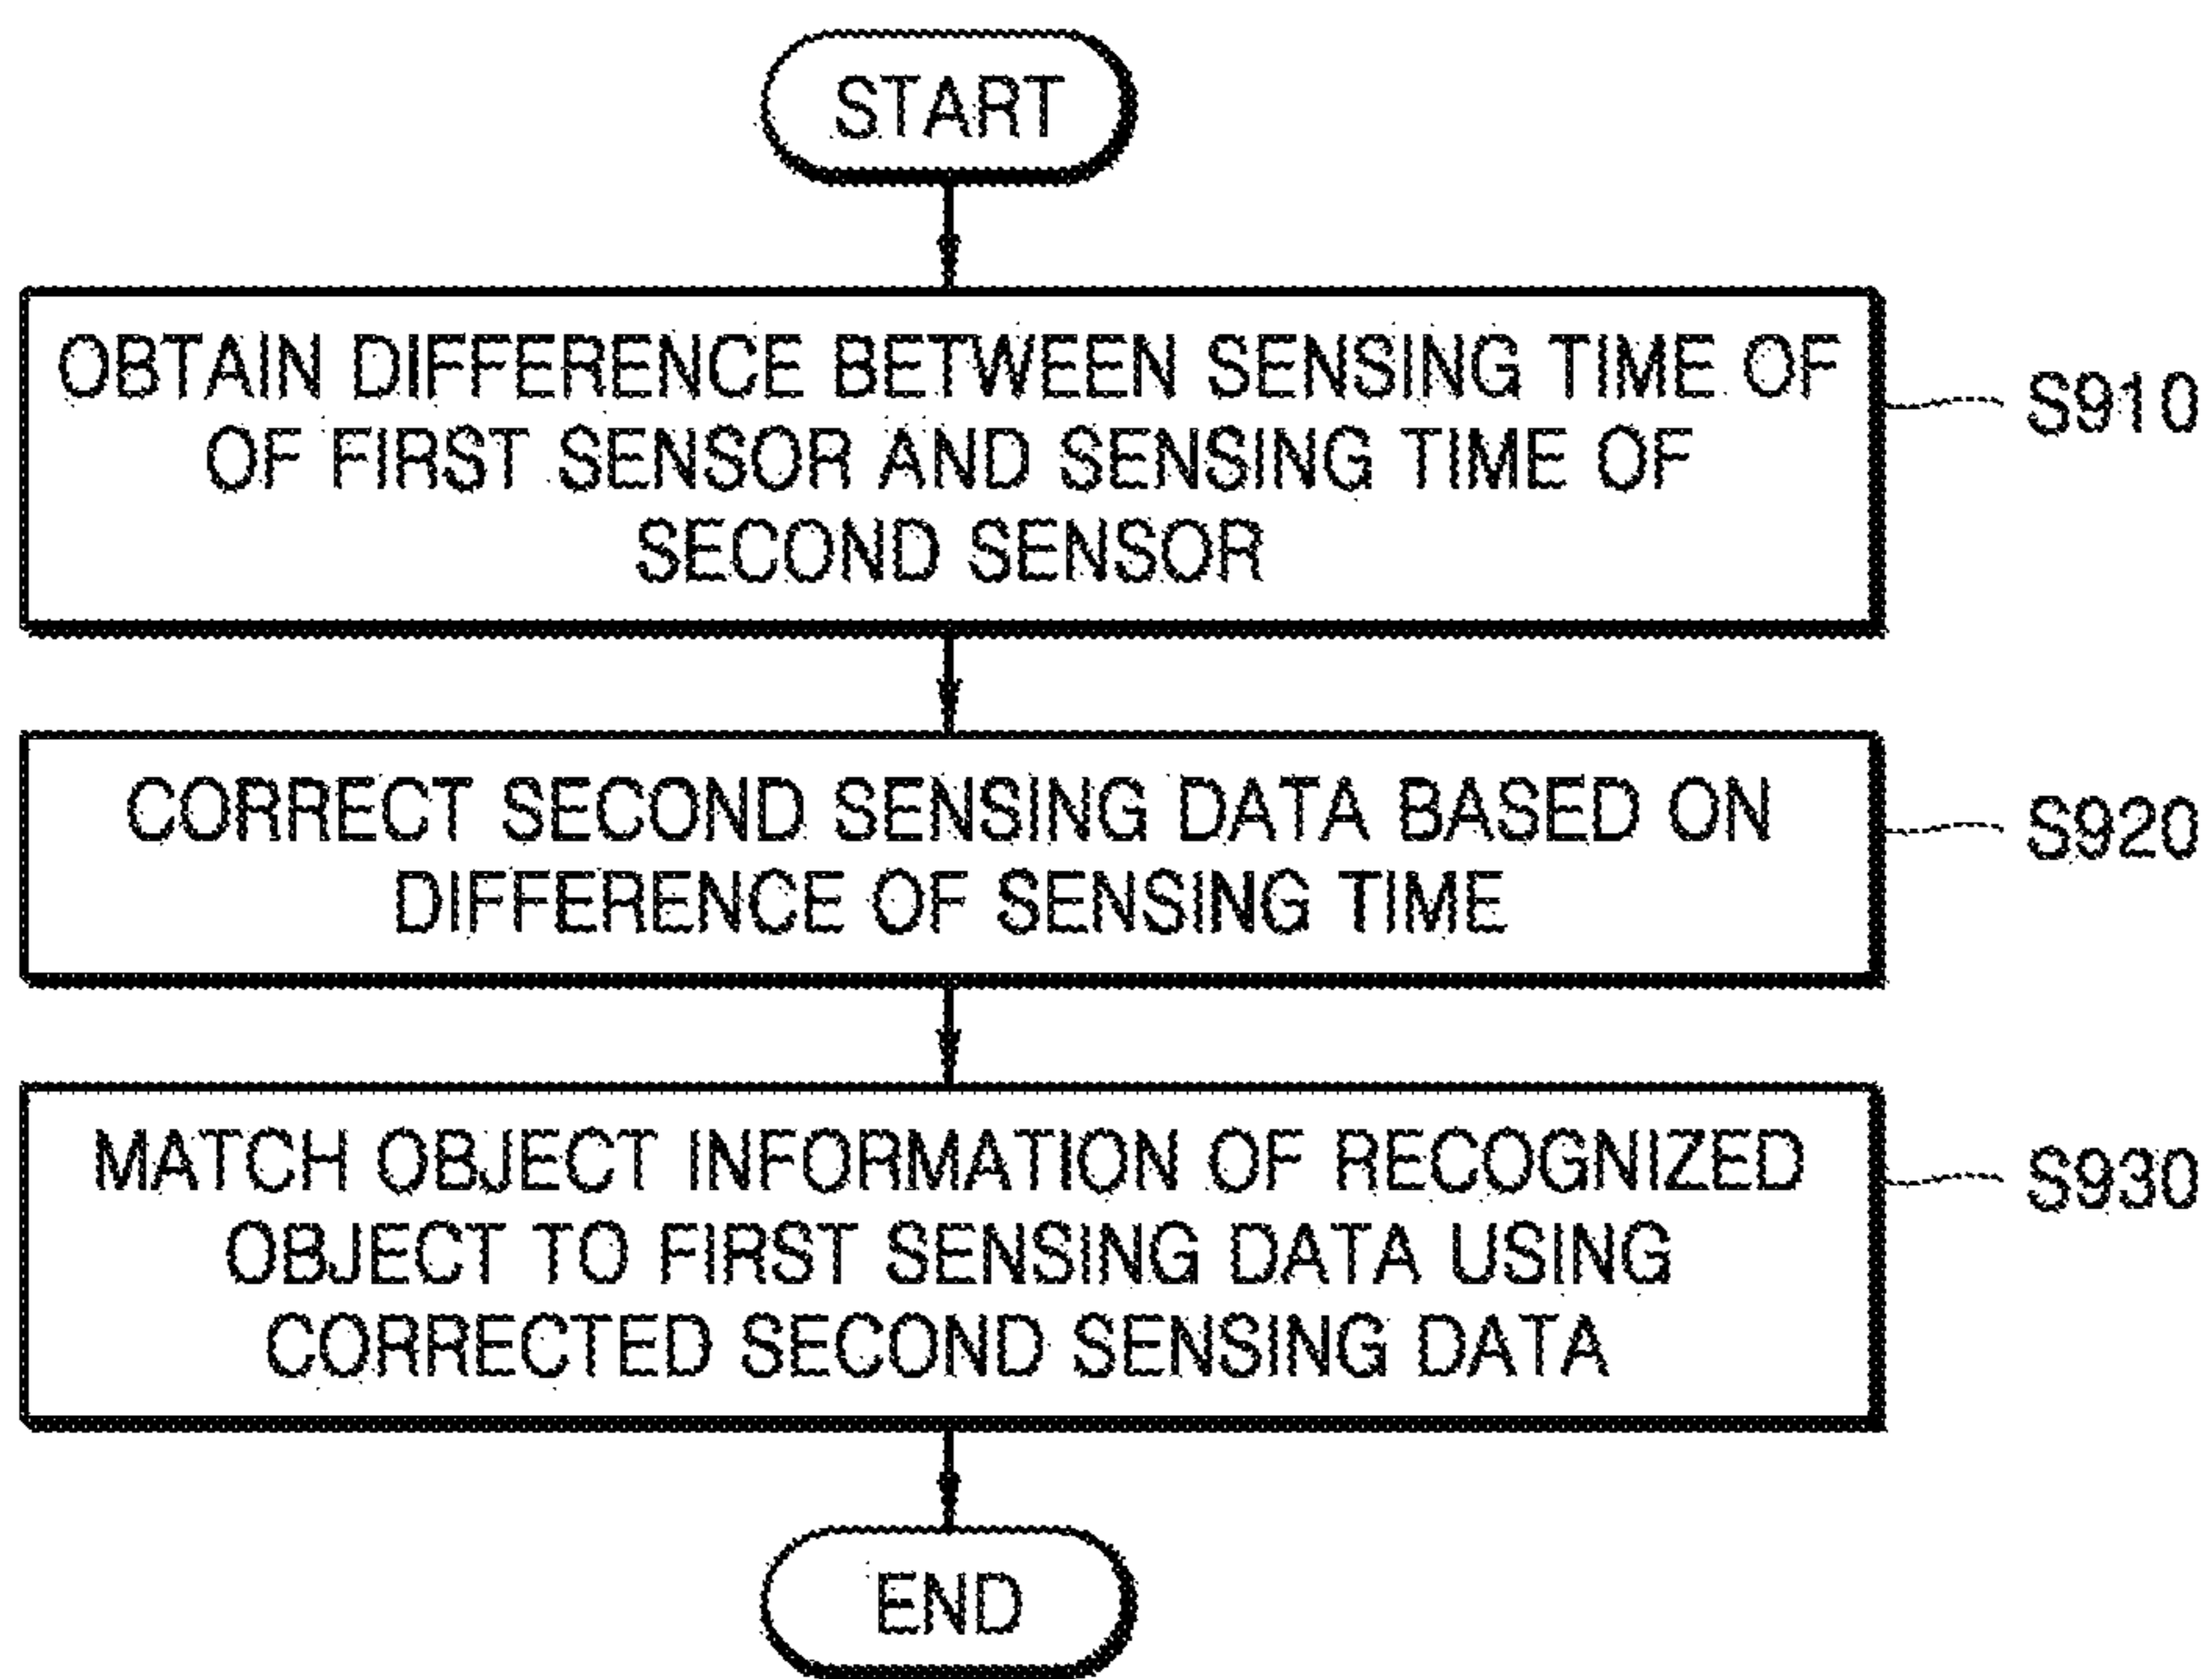 START
OBTAIN DIFFERENCE BETWEEN SENSING TIME OF
OF FIRST SENSOR AND SENSING TIME OF
SECOND SENSOR
S910
CORRECT SECOND SENSING DATA BASED ON
DIFFERENCE OF SENSING TIME
S920
MATCH OBJECT INFORMATION OF RECOGNIZED
OBJECT TO FIRST SENSING DATA USING
CORRECTED SECOND SENSING DATA
S930
END